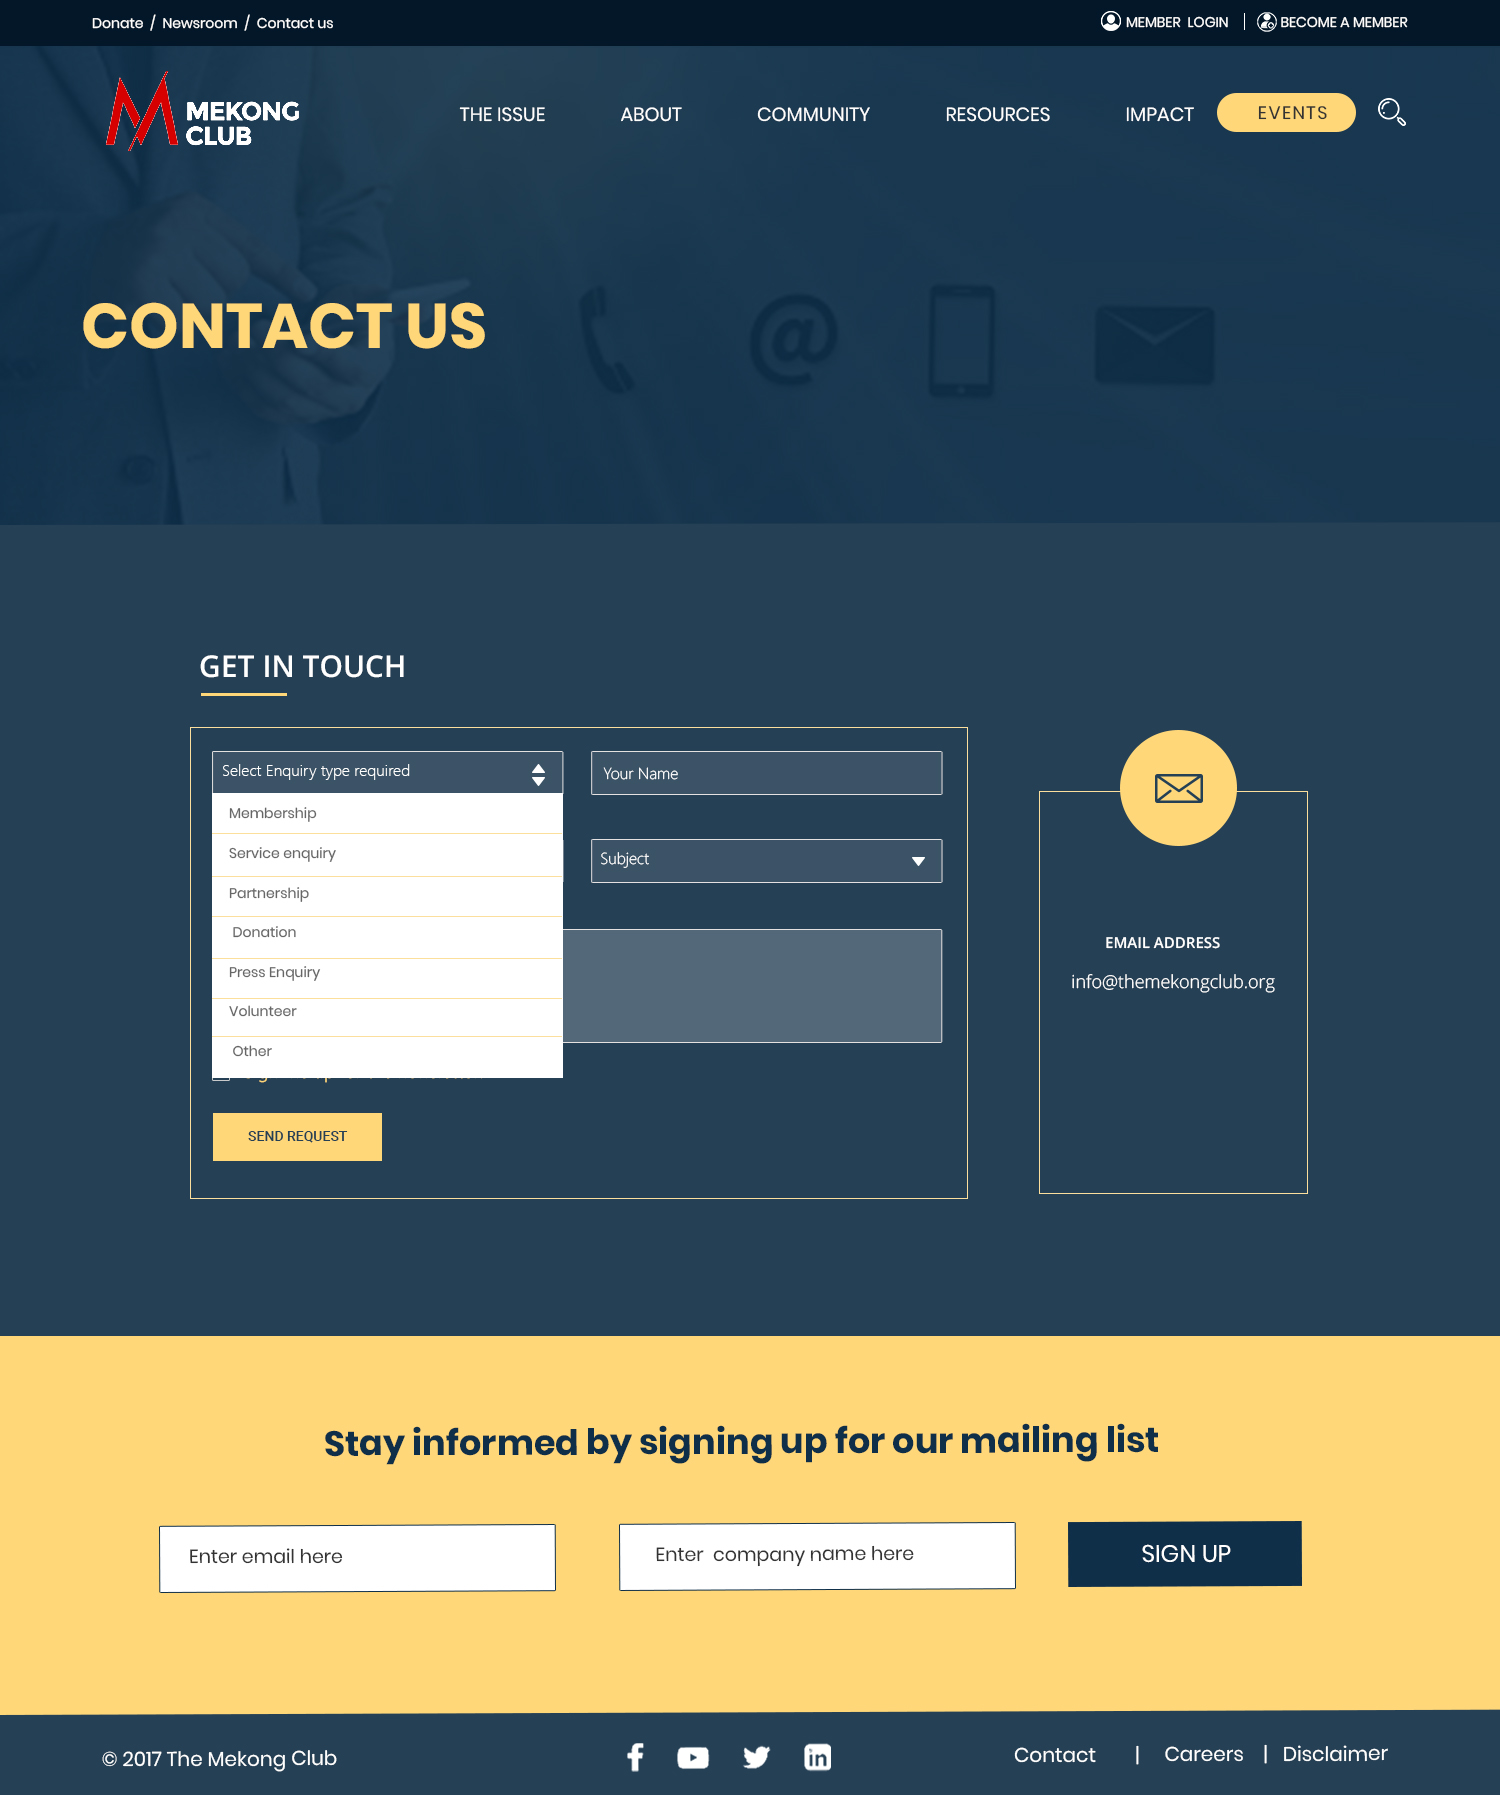 Donate / Newsroom / Contact us
MEMBER LOGIN | BECOME A MEMBER
MEKONG
CLUB
THE ISSUE ABOUT COMMUNITY RESOURCES IMPACT EVENTS
CONTACT US
GET IN TOUCH
Select Enquiry type required
Your Name
Membership
Service enquiry
Subject
Partnership
Donation
Press Enquiry
Volunteer
Other
SEND REQUEST
EMAIL ADDRESS
info@themekongclub.org
Stay informed by signing up for our mailing list
Enter email here
Enter company name here
SIGN UP
© 2017 The Mekong Club
Contact | Careers | Disclaimer